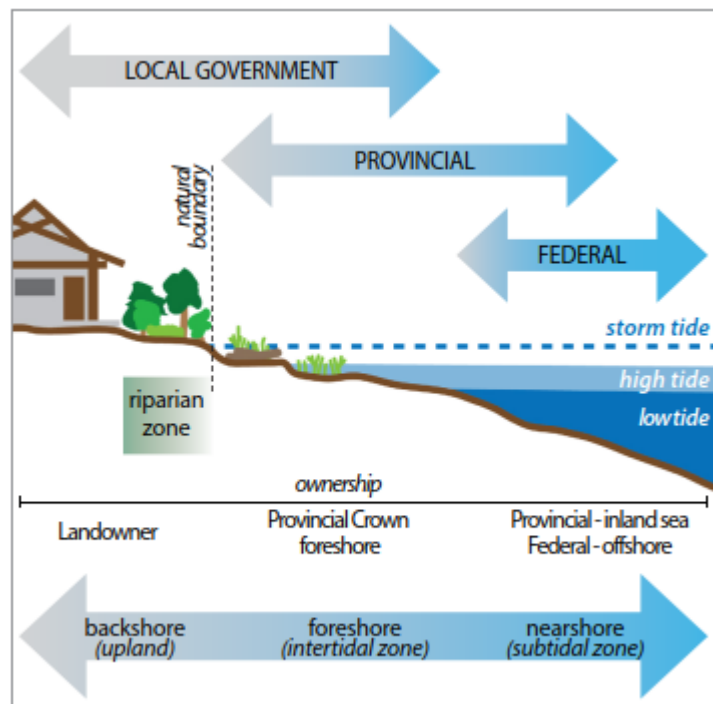 LOCAL GOVERNMENT
PROVINCIAL
natural
boundary
FEDERAL
storm tide
high tide
lowtide
riparian
zone
ownership
Landowner
Provincial Crown
foreshore
Provincial - inland sea
Federal - offshore
backshore
(upland)
foreshore
(intertidal zone)
nearshore
(subtidal zone)